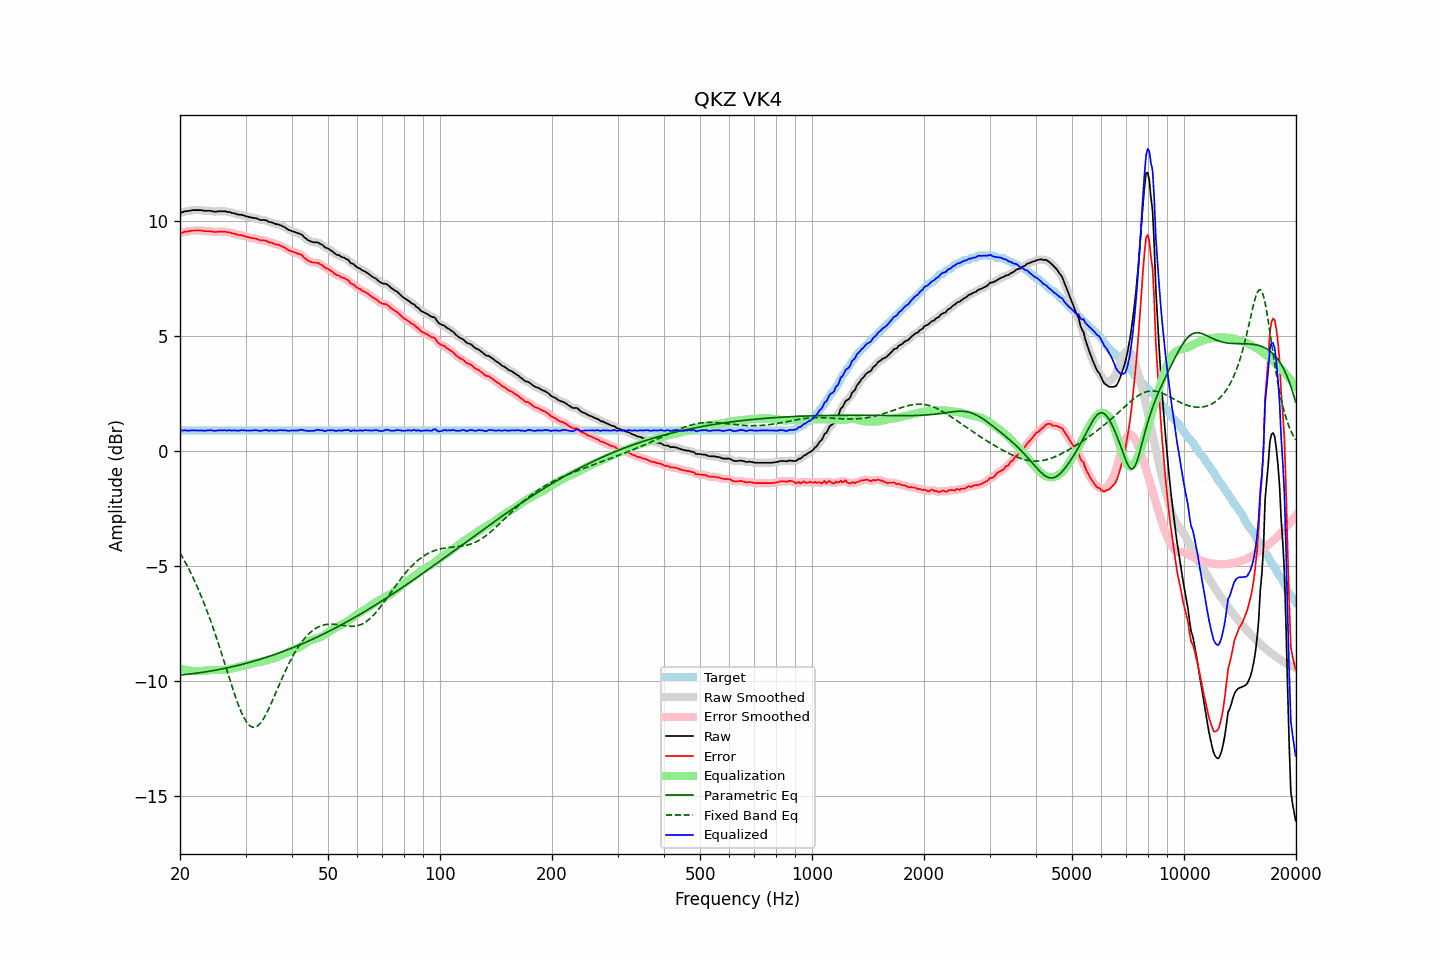 QKZ VK4
Amplitude (dBr)
10
5
0
−5
−10
−15
Target
Raw Smoothed
Error Smoothed
Raw
Error
Equalization
Parametric Eq
Fixed Band Eq
Equalized
20
50
100
200
500
1000
2000
5000
10000
20000
Frequency (Hz)